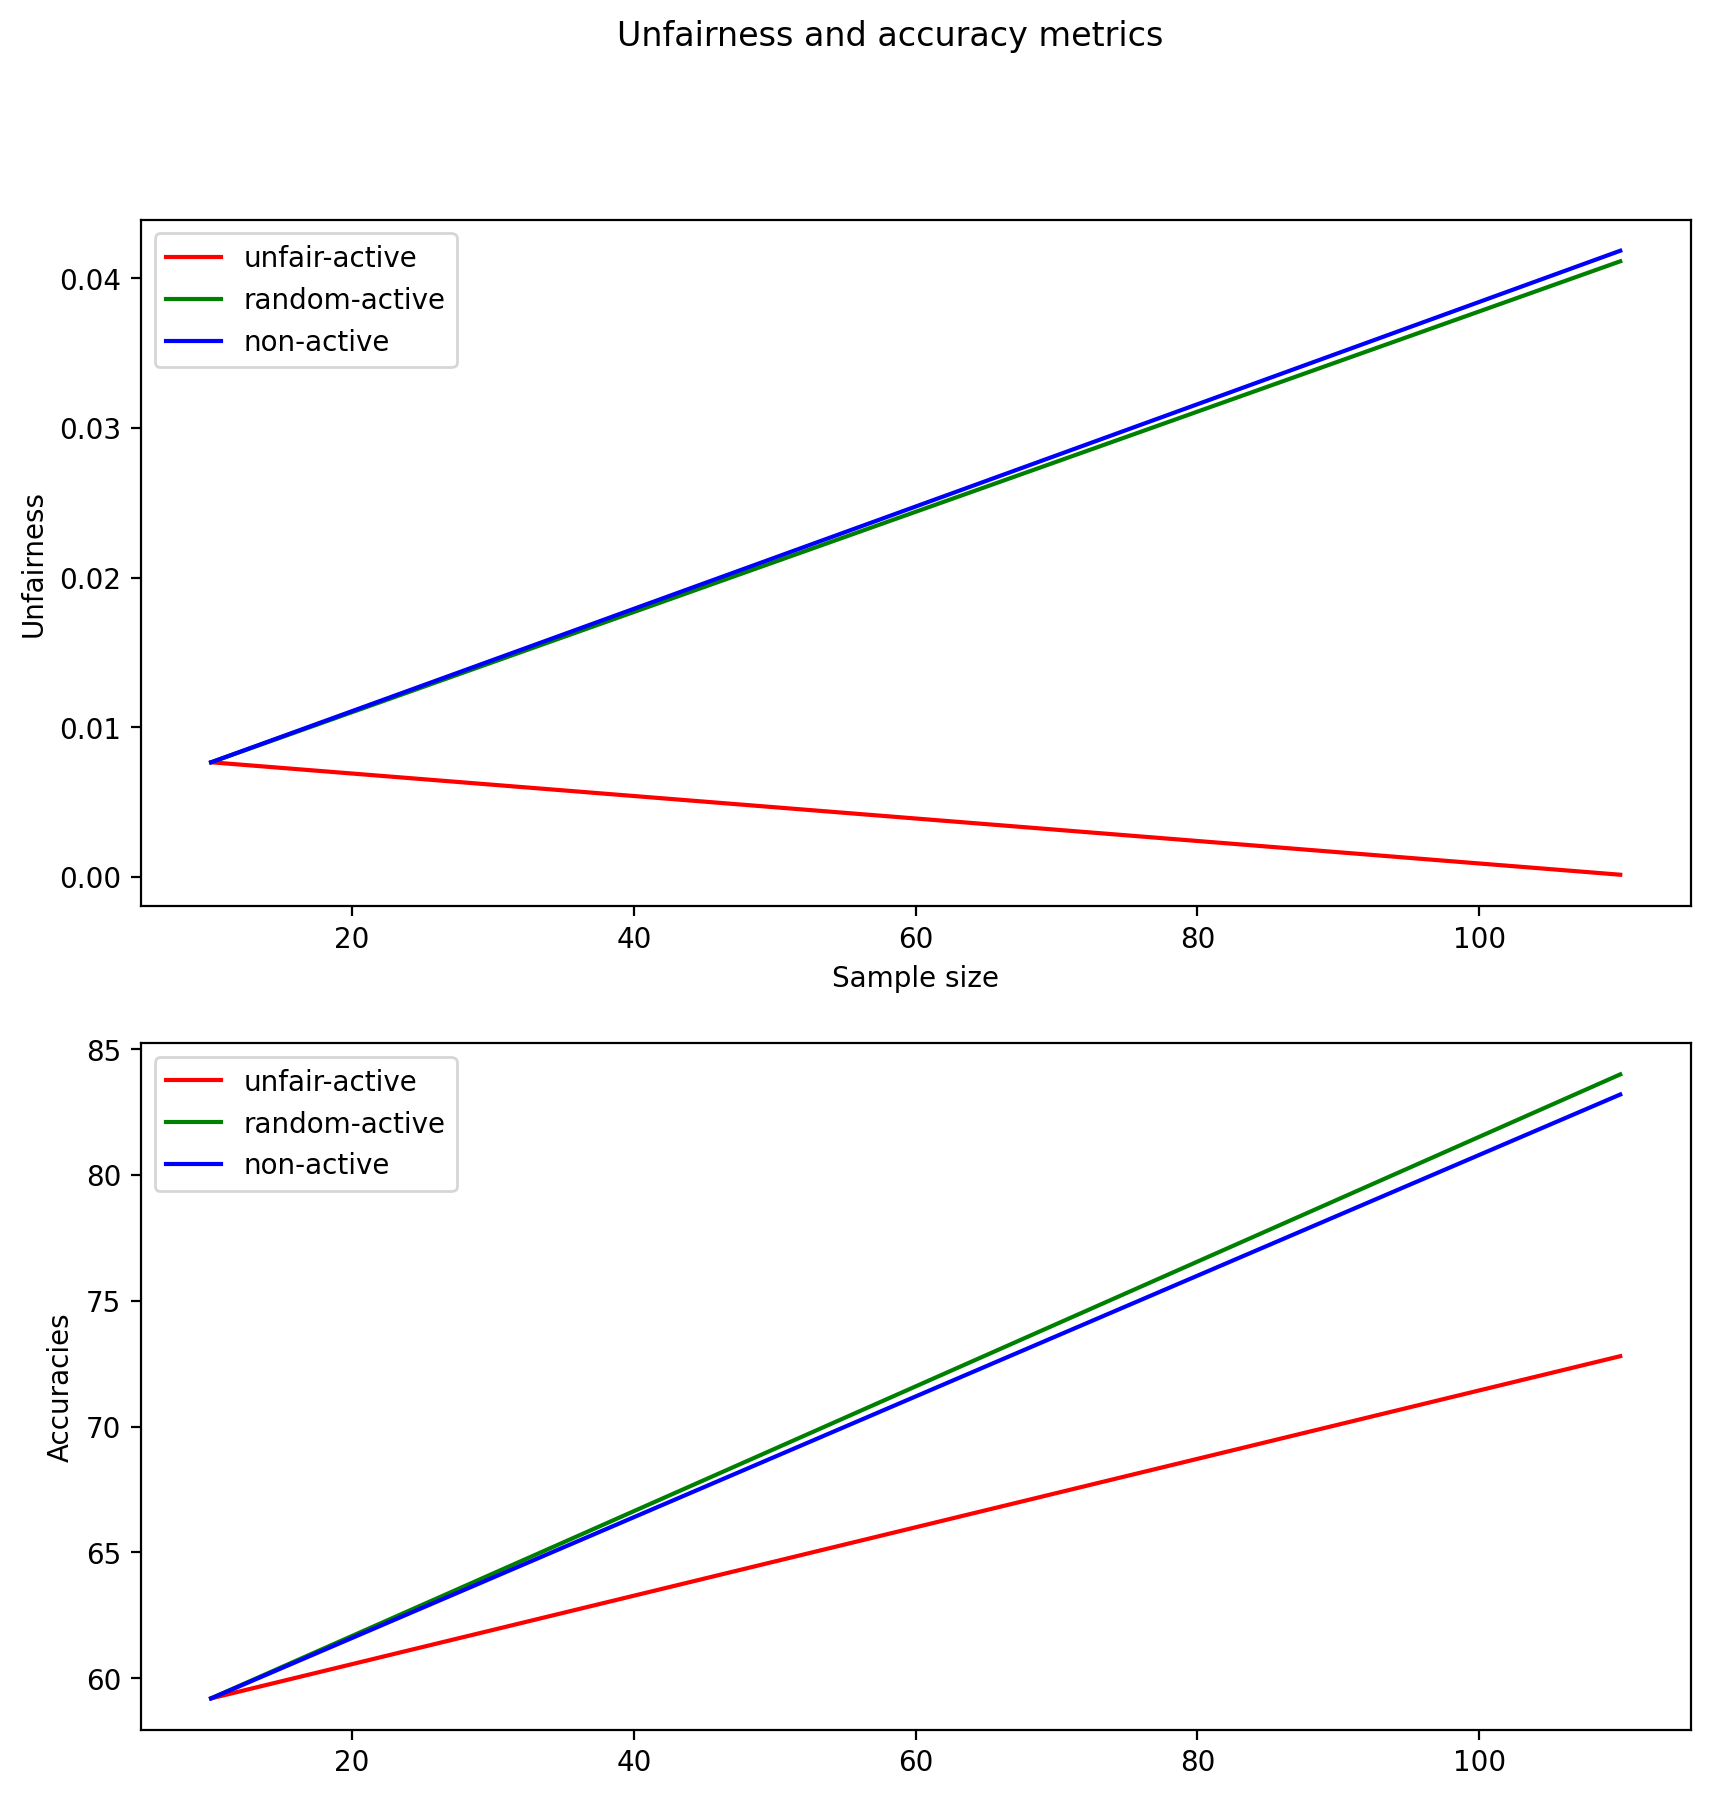 Unfairness and accuracy metrics
unfair-active
random-active
non-active
0.04
0.03
0.02
0.01
0.00
Unfairness
20 40 60 80 100
Sample size
unfair-active
random-active
non-active
85
80
75
70
65
60
Accuracies
20 40 60 80 100